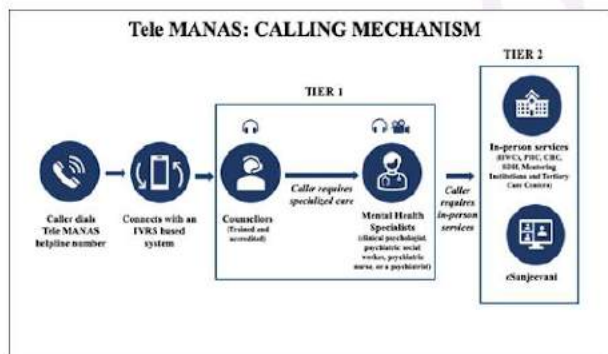 Tele MANAS: CALLING MECHANISM
TIER 2
TIER 1
Caller dials
Tele MANAS
helpline number
Connects with an
IVRS based
system
Counsellors
(Trained and
accredited)
Caller requires
specialized care
Mental Health
Specialists
(clinical psychologist,
psychiatric social
worker, psychiatric
nurse, or a psychiatrist)
Caller
requires
in-person
services
In-person services
(HWC), PHC, CHC,
SDH, Mentoring
Institutions and Tertiary
Care Centers)
eSanjeevani